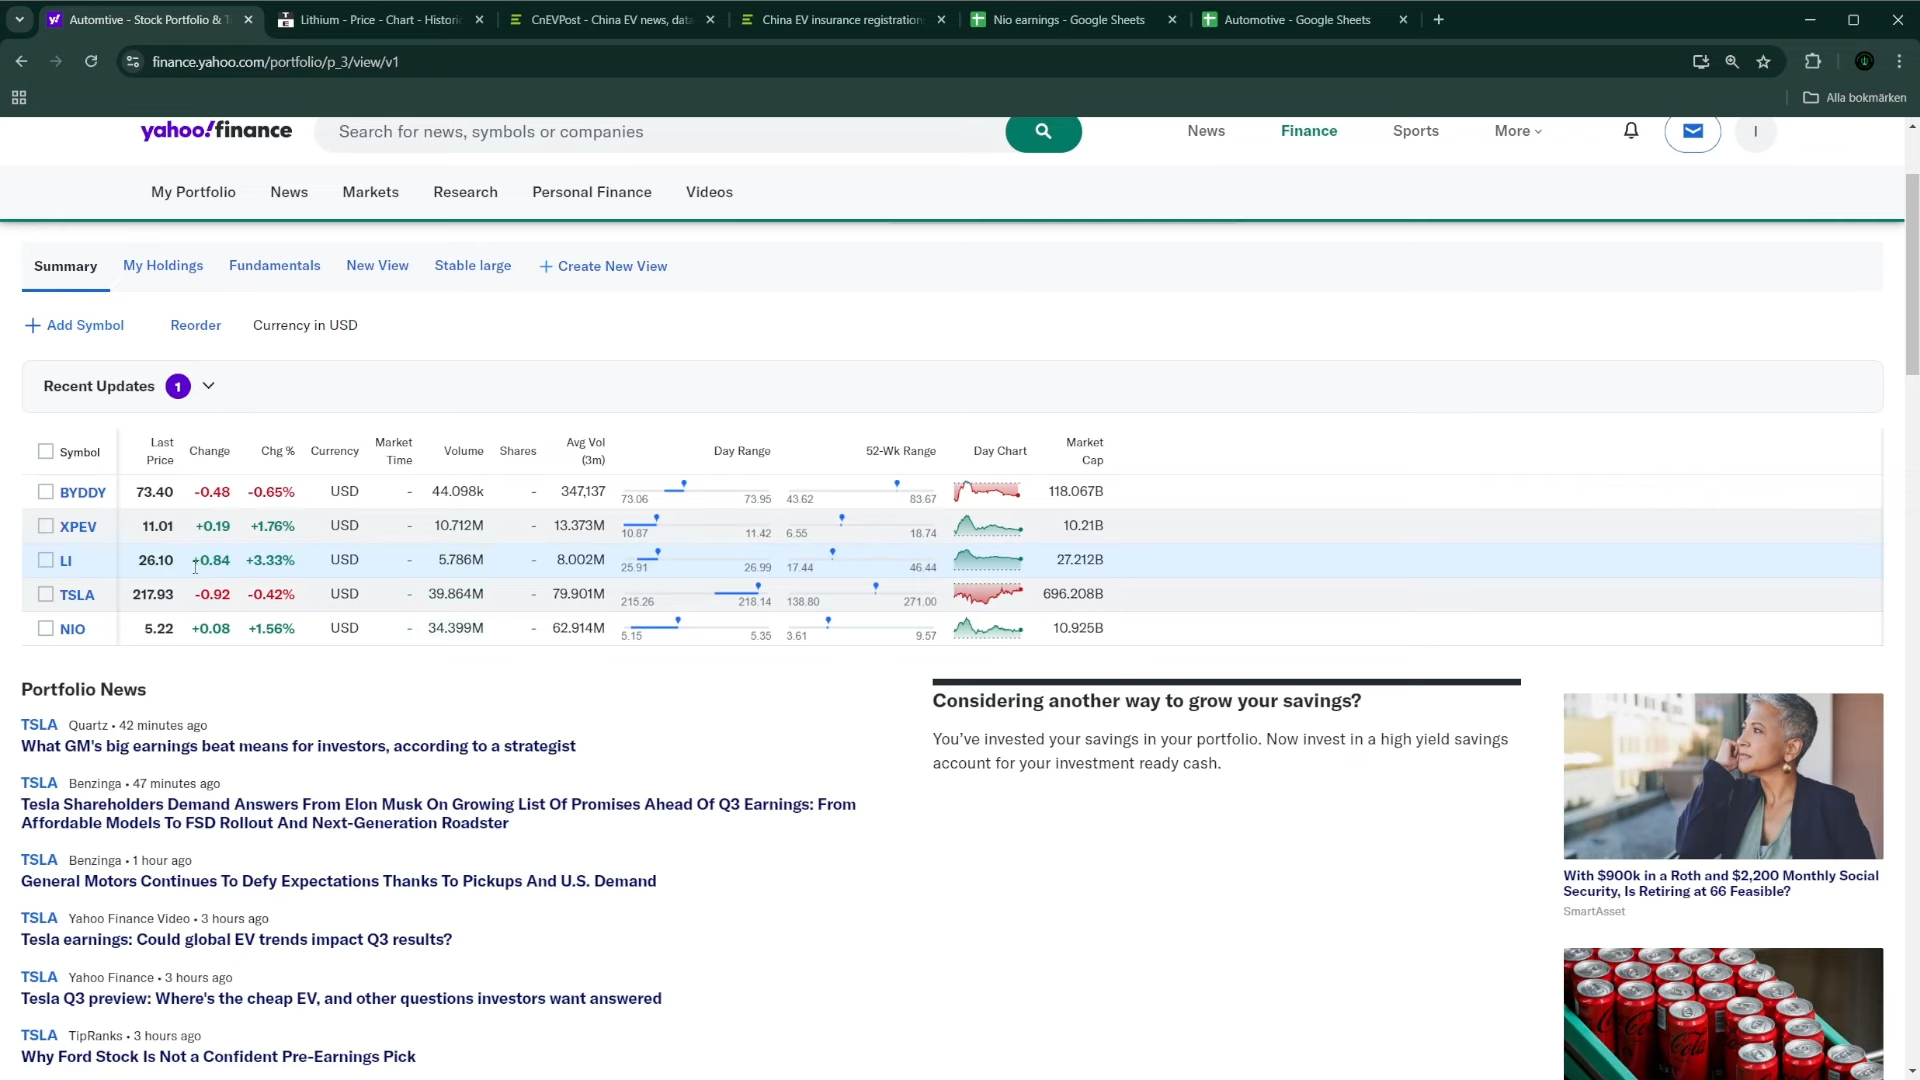 Automtive - Stock Portfolio & T
Lithium - Price - Chart - Historic
CnEVPost - China EV news, data
China EV insurance registration
Nio earnings - Google Sheets
Automotive - Google Sheets
finance.yahoo.com/portfolio/p_3/view/v1
Alla bokmärken
yahoo!finance
Search for news, symbols or companies
News Finance Sports More
I
My Portfolio News Markets Research Personal Finance Videos
Summary My Holdings Fundamentals New View Stable large + Create New View
+ Add Symbol Reorder Currency in USD
Recent Updates 1
Symbol Last Price Change Chg % Currency Market Time Volume Shares Avg Vol (3m) Day Range 52-Wk Range Day Chart Market Cap
BYDDY 73.40 -0.48 -0.65% USD - 44.098k - 347,137 73.06 73.95 43.62 83.67 118.067B
XPEV 11.01 +0.19 +1.76% USD - 10.712M - 13.373M 10.87 11.42 6.55 18.74 10.21B
LI 26.10 +0.84 +3.33% USD - 5.786M - 8.002M 25.91 26.99 17.44 46.44 27.212B
TSLA 217.93 -0.92 -0.42% USD - 39.864M - 79.901M 215.26 218.14 138.80 271.00 696.208B
NIO 5.22 +0.08 +1.56% USD - 34.399M - 62.914M 5.15 5.35 3.61 9.57 10.925B
Portfolio News
TSLA Quartz • 42 minutes ago
What GM's big earnings beat means for investors, according to a strategist
TSLA Benzinga • 47 minutes ago
Tesla Shareholders Demand Answers From Elon Musk On Growing List Of Promises Ahead Of Q3 Earnings: From
Affordable Models To FSD Rollout And Next-Generation Roadster
TSLA Benzinga • 1 hour ago
General Motors Continues To Defy Expectations Thanks To Pickups And U.S. Demand
TSLA Yahoo Finance Video • 3 hours ago
Tesla earnings: Could global EV trends impact Q3 results?
TSLA Yahoo Finance • 3 hours ago
Tesla Q3 preview: Where's the cheap EV, and other questions investors want answered
TSLA TipRanks • 3 hours ago
Why Ford Stock Is Not a Confident Pre-Earnings Pick
Considering another way to grow your savings?
You've invested your savings in your portfolio. Now invest in a high yield savings
account for your investment ready cash.
With $900k in a Roth and $2,200 Monthly Social
Security, Is Retiring at 66 Feasible?
SmartAsset